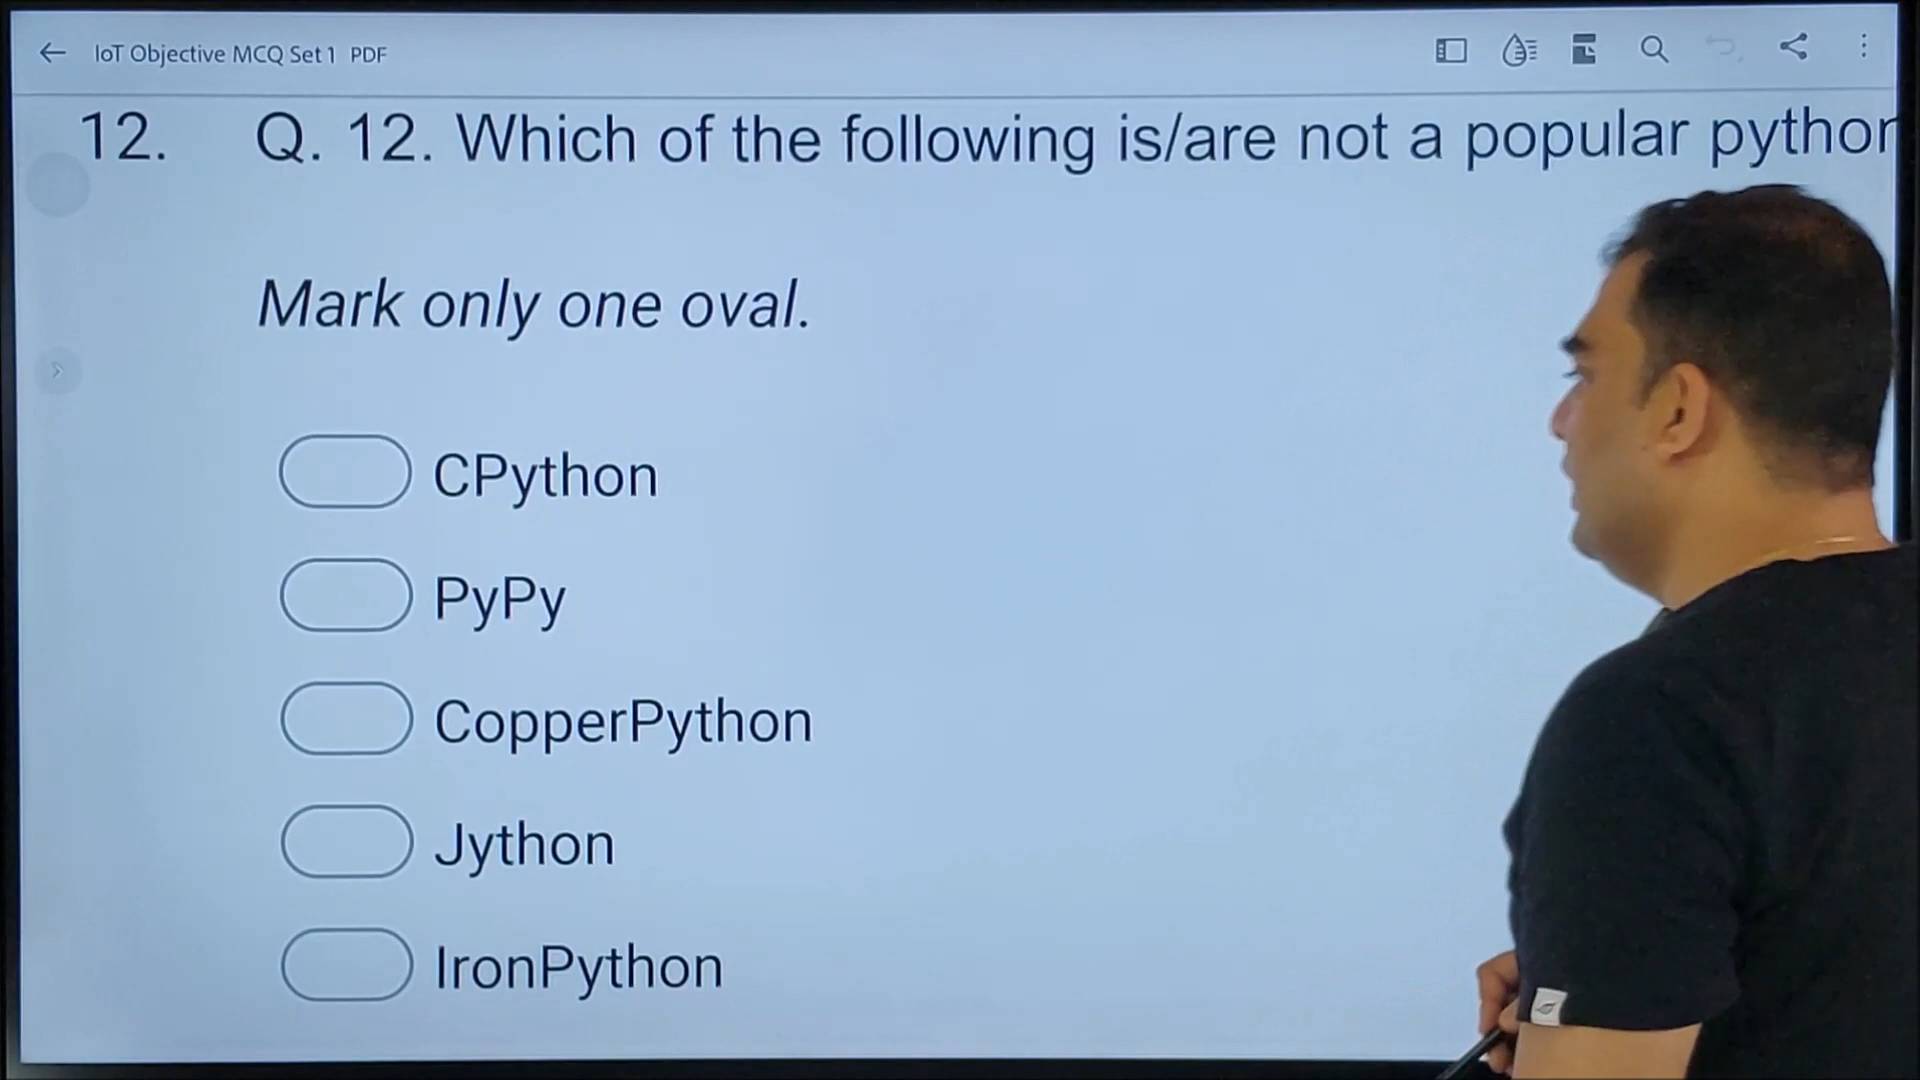 IoT Objective MCQ Set 1 PDF
12. Q. 12. Which of the following is/are not a popular python
Mark only one oval.
CPython
PyPy
CopperPython
Jython
IronPython